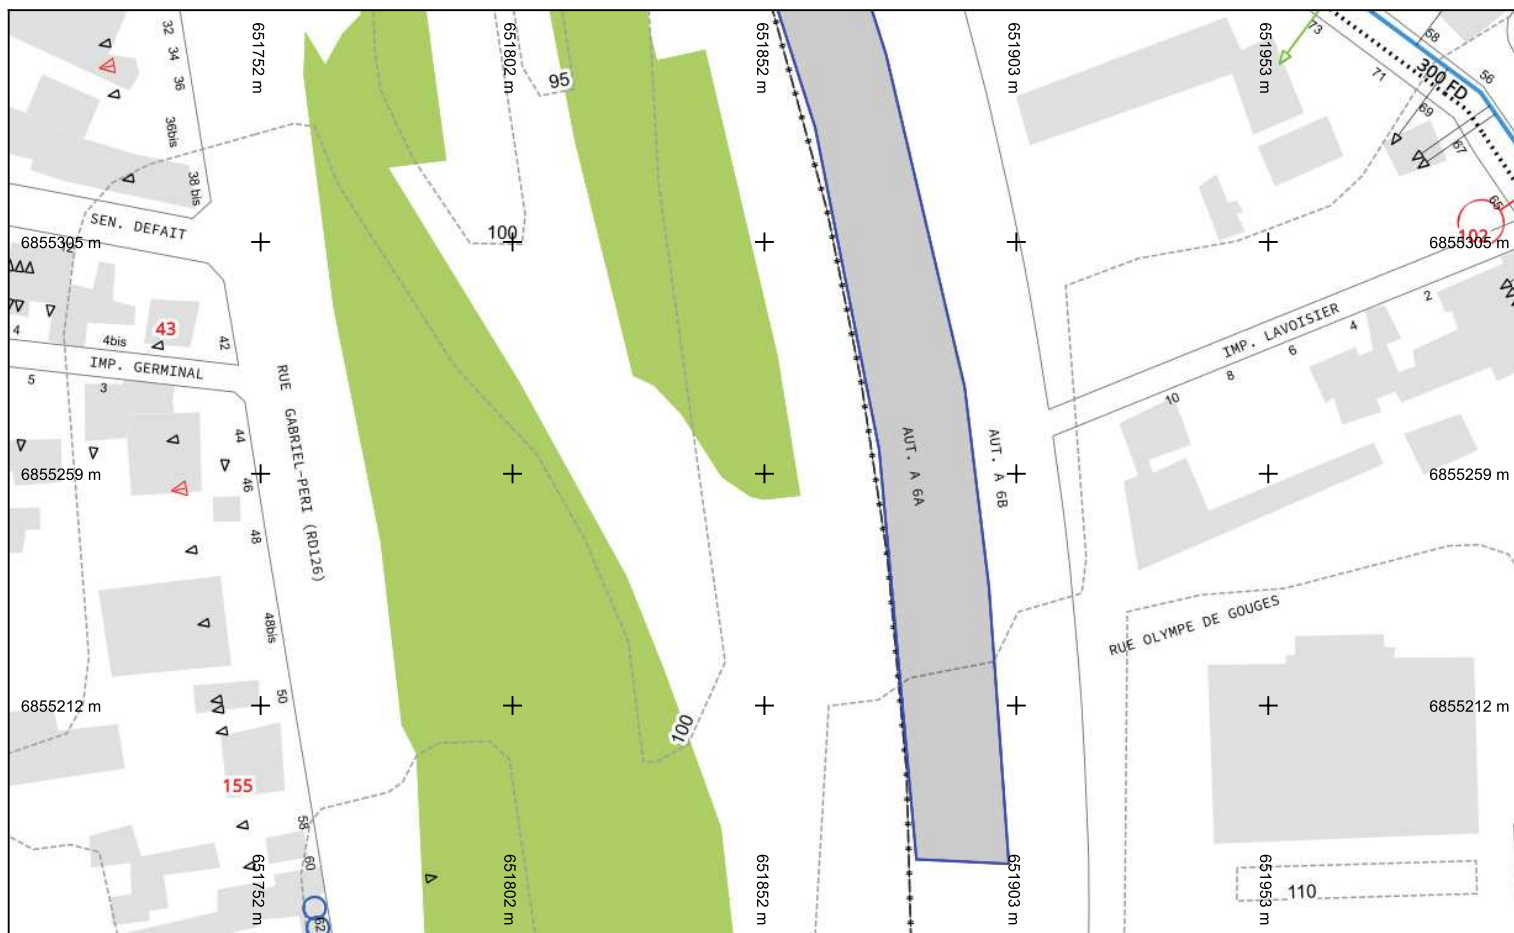 32
34
36
36bis
38 bis
651752 m
651802 m
651852 m
651903 m
651953 m
95
73
71
300 FD
58
56
69
67
65
SEN. DEFAIT
2
6855305 m
100
102
6855305 m
43
4
4bis
42
IMP. GERMINAL
5
3
RUE GABRIEL-PERI (RD126)
IMP. LAVOISIER
2
4
6
8
10
44
46
48
AUT. A 6A
AUT. A 6B
6855259 m
6855259 m
48bis
RUE OLYMPE DE GOUGES
50
6855212 m
6855212 m
100
155
58
60
62
651752 m
651802 m
651852 m
651903 m
651953 m
110